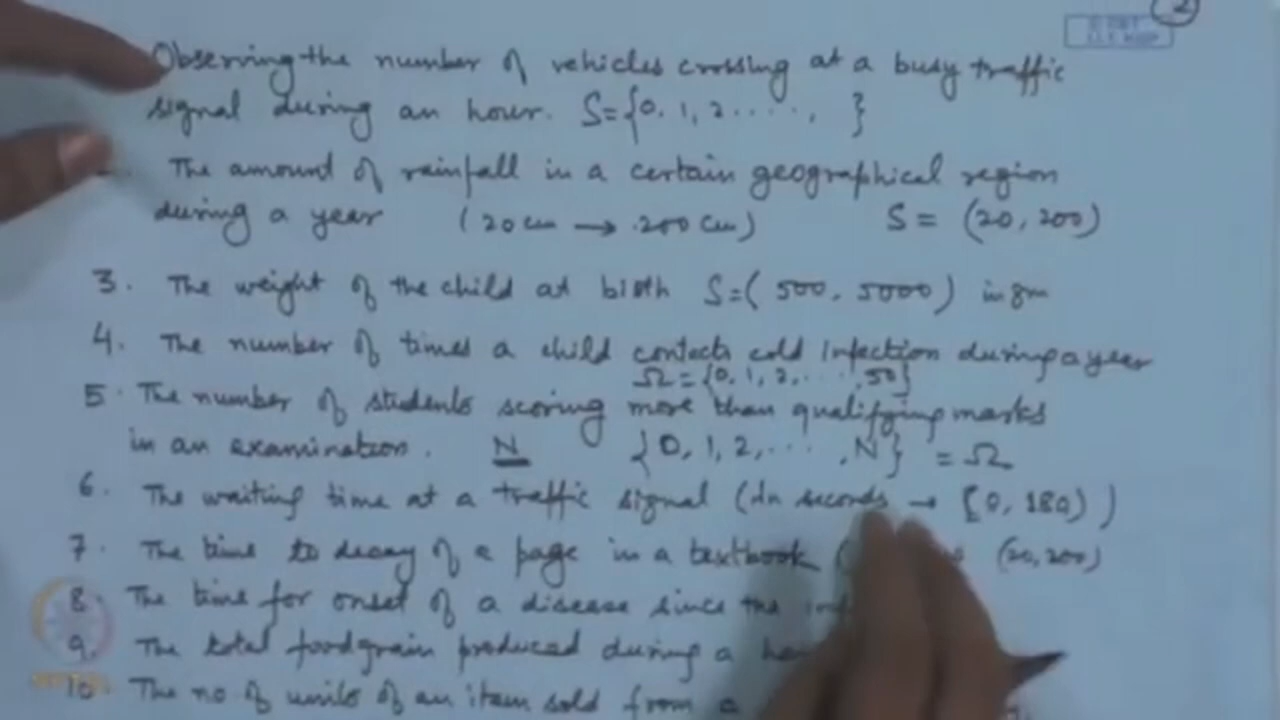 2
Observing the number of vehicles crossing at a busy traffic
signal during an hour. S={0, 1, 2 ....., }
The amount of rainfall in a certain geographical region
during a year (20 cm → 200 cm) S = (20, 200)
3. The weight of the child at birth S=( 500, 5000) in gm
4. The number of times a child contacts cold infection during a year
Ω = {0, 1, 2, ... , 50}
5. The number of students scoring more than qualifying marks
in an examination. N {0, 1, 2, ... , N} = Ω
6. The waiting time at a traffic signal (in seconds → [0, 180) )
7. The time to decay of a page in a textbook ( (20, 200)
8. The time for onset of a disease since the
9. The total foodgrain produced during a
10. The no of units of an item sold from a